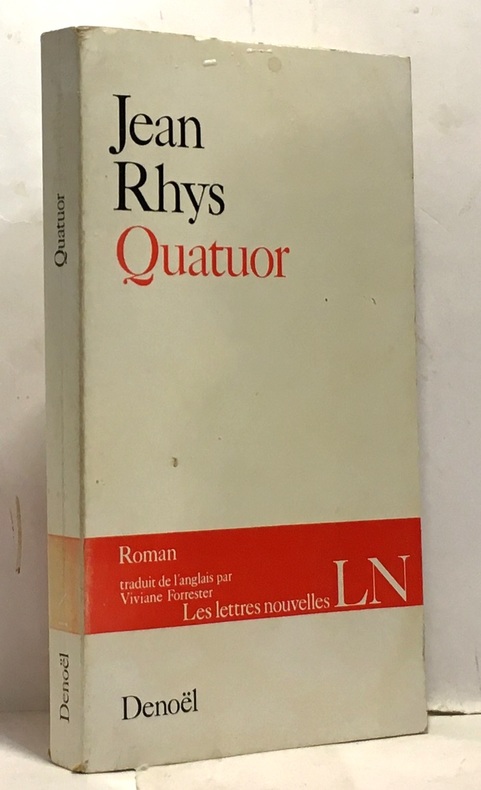 Jean
Rhys
Quatuor
Roman
traduit de l'anglais par
Viviane Forrester
Les lettres nouvelles LN
Denoël
Quatuor
Denoël